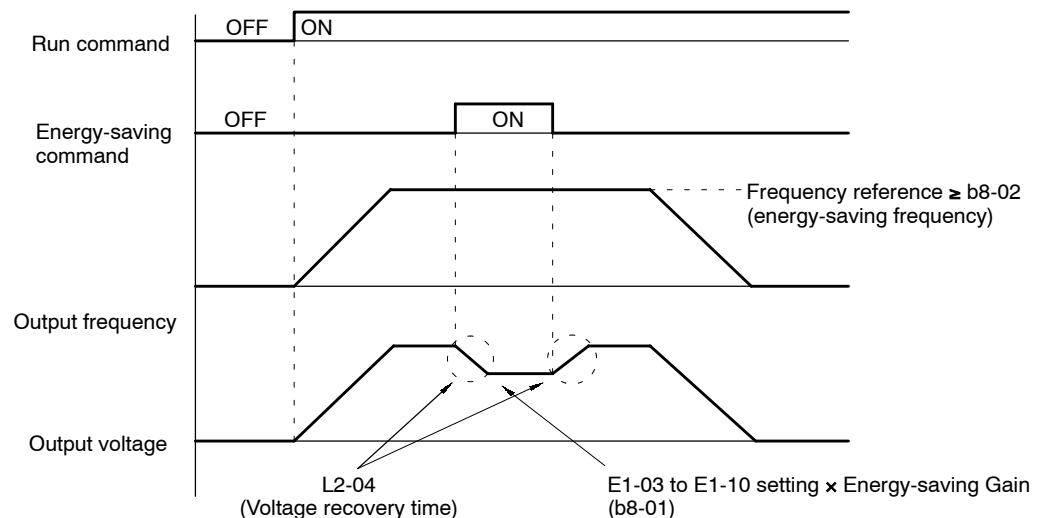 OFF
ON
Run command
OFF
ON
Energy-saving
command
Frequency reference ≥ b8-02
(energy-saving frequency)
Output frequency
Output voltage
L2-04
(Voltage recovery time)
E1-03 to E1-10 setting × Energy-saving Gain
(b8-01)